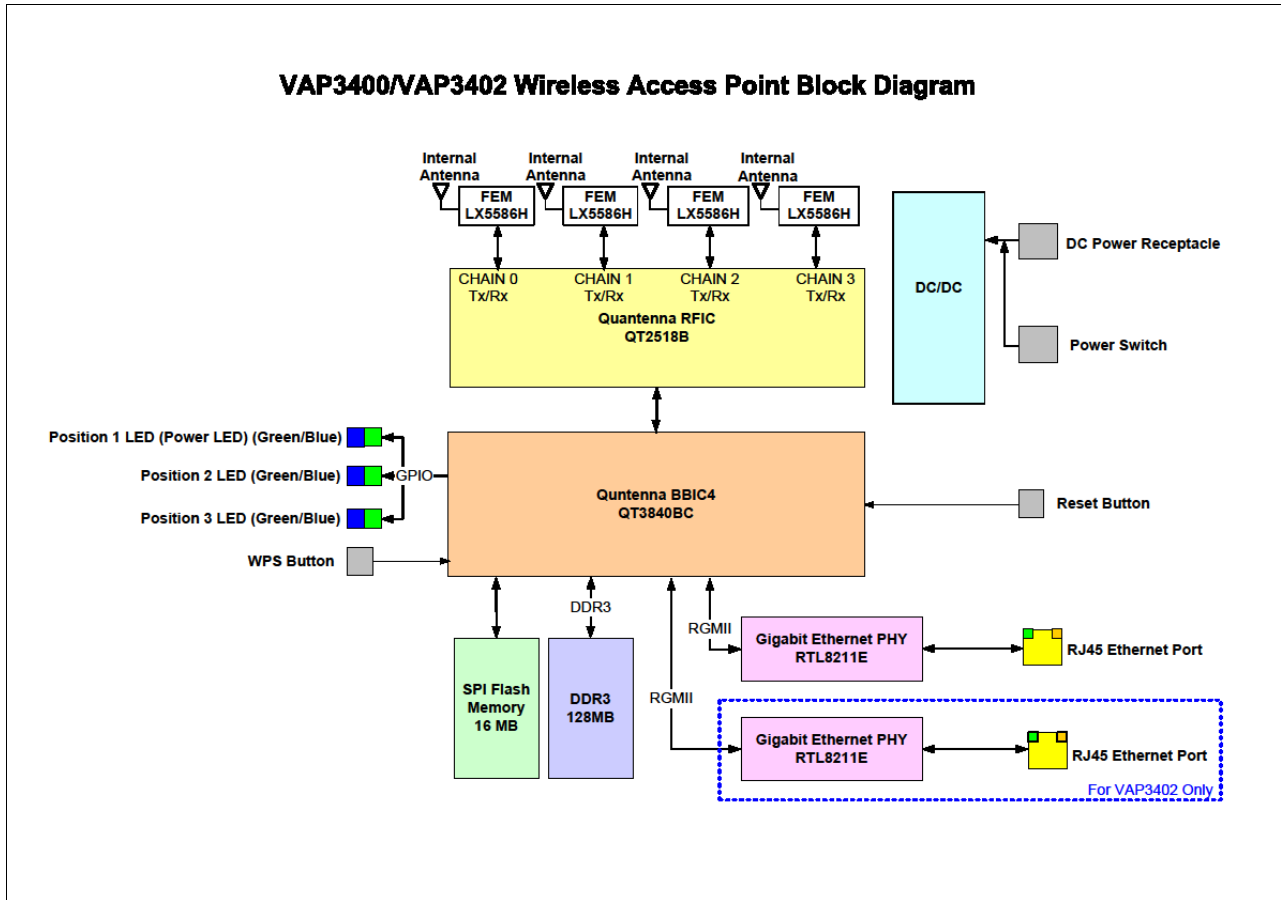 VAP3400/VAP3402 Wireless Access Point Block Diagram
Internal
Antenna
Internal
Antenna
Internal
Antenna
Internal
Antenna
FEM
LX5586H
FEM
LX5586H
FEM
LX5586H
FEM
LX5586H
CHAIN 0
Tx/Rx
CHAIN 1
Tx/Rx
CHAIN 2
Tx/Rx
CHAIN 3
Tx/Rx
Quantenna RFIC
QT2518B
DC/DC
DC Power Receptacle
Power Switch
Position 1 LED (Power LED) (Green/Blue)
Position 2 LED (Green/Blue)
Position 3 LED (Green/Blue)
GPIO
WPS Button
Quntenna BBIC4
QT3840BC
Reset Button
DDR3
RGMII
RGMII
SPI Flash
Memory
16 MB
DDR3
128MB
Gigabit Ethernet PHY
RTL8211E
RJ45 Ethernet Port
Gigabit Ethernet PHY
RTL8211E
RJ45 Ethernet Port
For VAP3402 Only